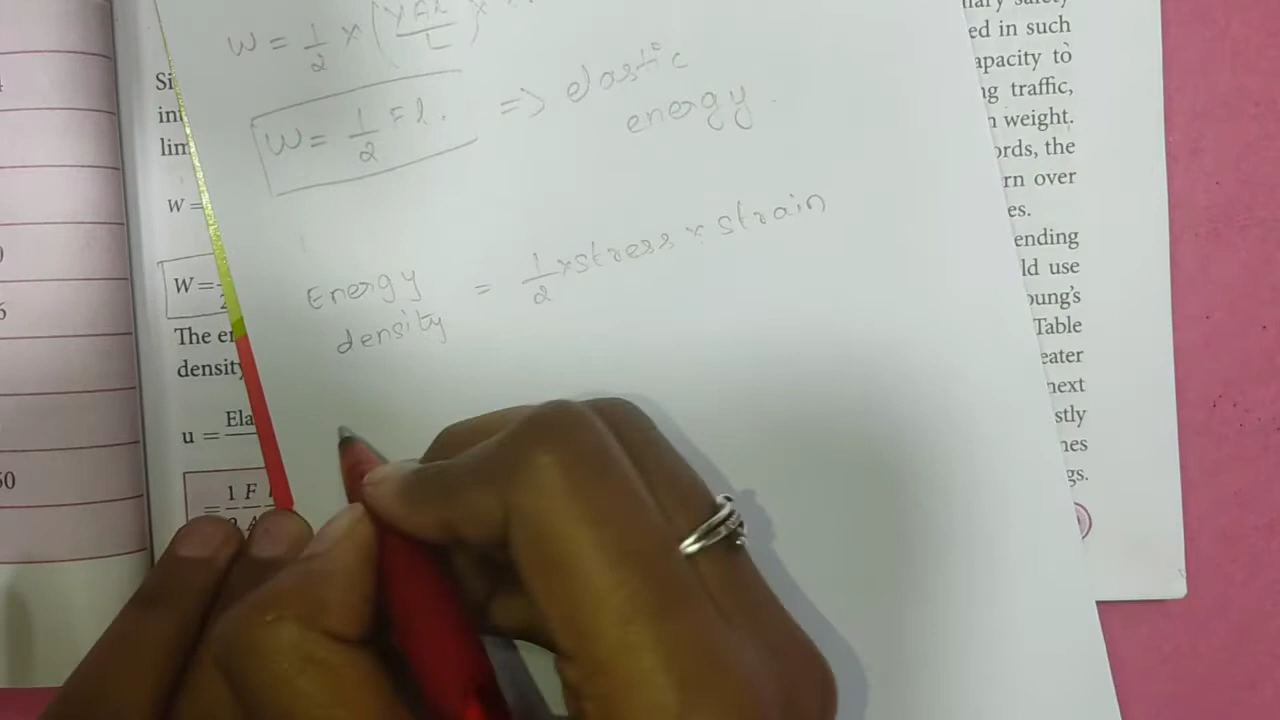 W = 1/2 × (YAl/L) ×
W = 1/2 Fl. => elastic
energy.
Energy
density = 1/2 × stress × strain
Si
int
lim
W =
W =
The e
density
u = Ela
= 1 F
ed in such
apacity to
g traffic,
weight.
ords, the
rn over
es.
ending
ld use
oung's
Table
eater
next
stly
nes
gs.